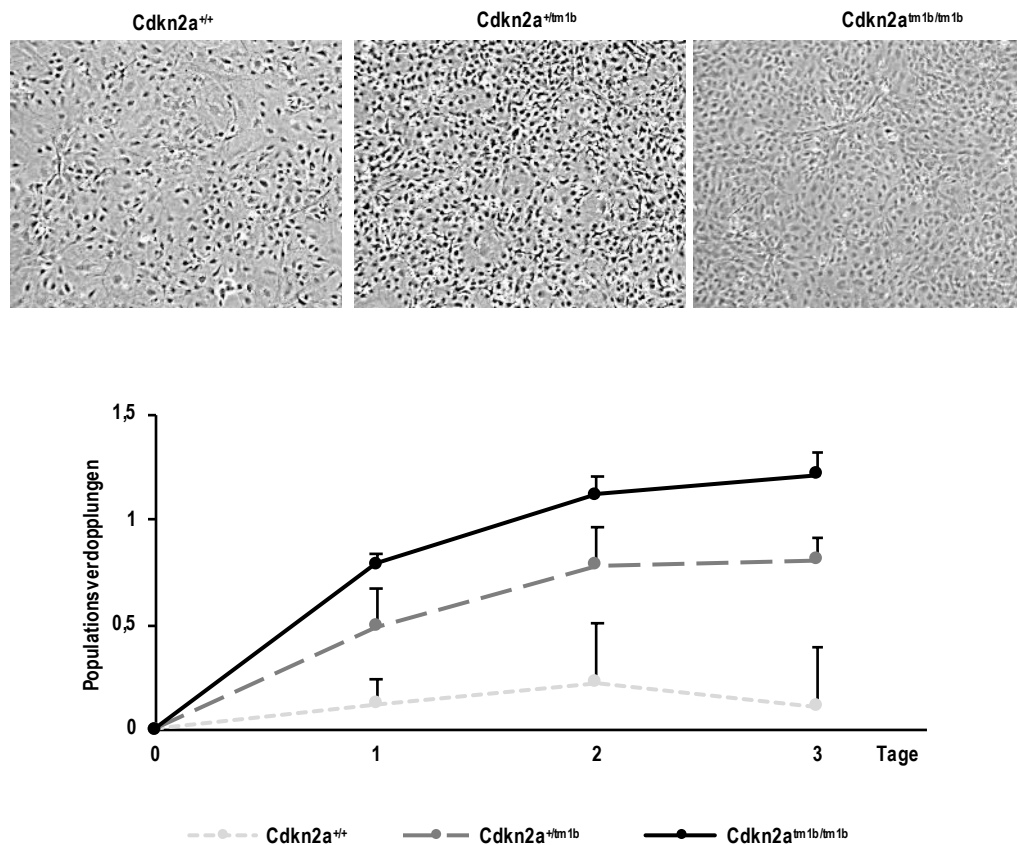 Cdkn2a+/+ Cdkn2a+/tm1b Cdkn2atm1b/tm1b
1,5
1
0,5
0
Populationsverdopplungen
0 1 2 3 Tage
Cdkn2a+/+ Cdkn2a+/tm1b Cdkn2atm1b/tm1b